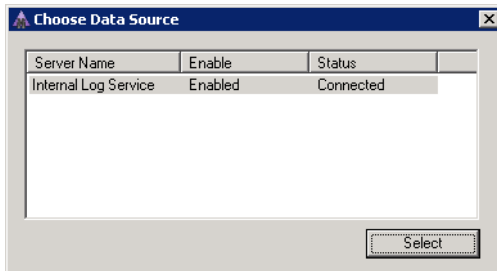 Choose Data Source
Server Name Enable Status
Internal Log Service Enabled Connected
Select